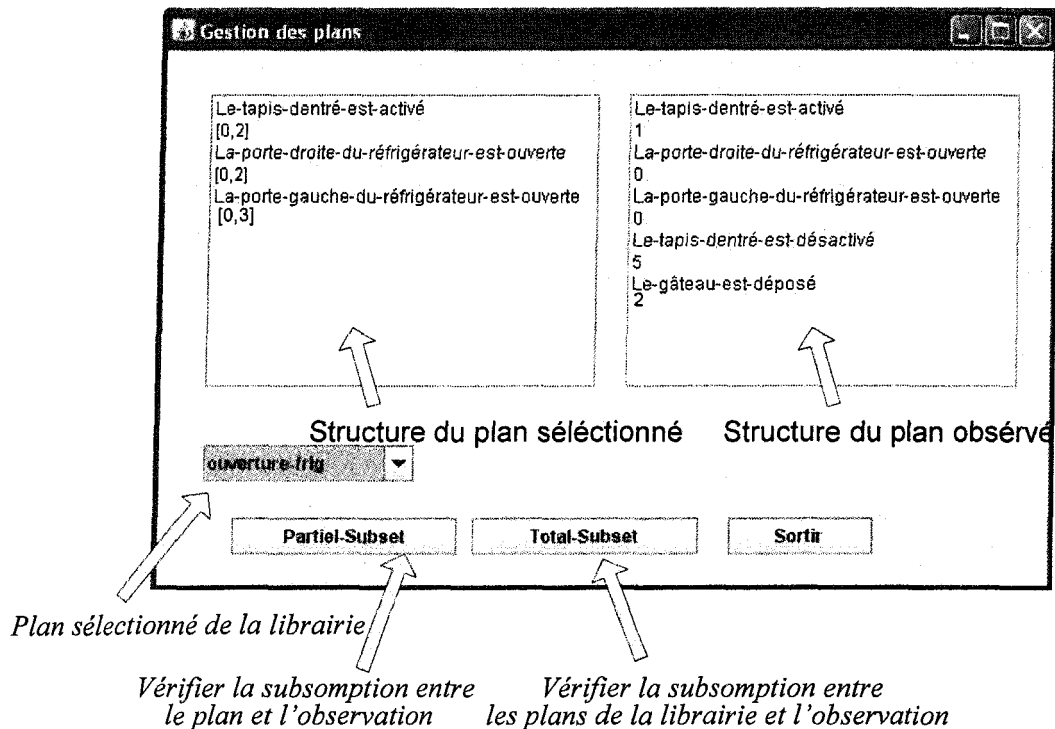 Gestion des plans
Le-tapis-dentré-est-activé
[0,2]
La-porte-droite-du-réfrigérateur-est-ouverte
[0,2]
La-porte-gauche-du-réfrigérateur-est-ouverte
[0,3]
Le-tapis-dentré-est-activé
1
La-porte-droite-du-réfrigérateur-est-ouverte
0
La-porte-gauche-du-réfrigérateur-est-ouverte
0
Le-tapis-dentré-est-désactivé
5
Le-gâteau-est-déposé
2
Structure du plan séléctionné
Structure du plan obsérvé
ouverture-frig
Partiel-Subset
Total-Subset
Sortir
Plan sélectionné de la librairie
Vérifier la subsomption entre
le plan et l'observation
Vérifier la subsomption entre
les plans de la librairie et l'observation